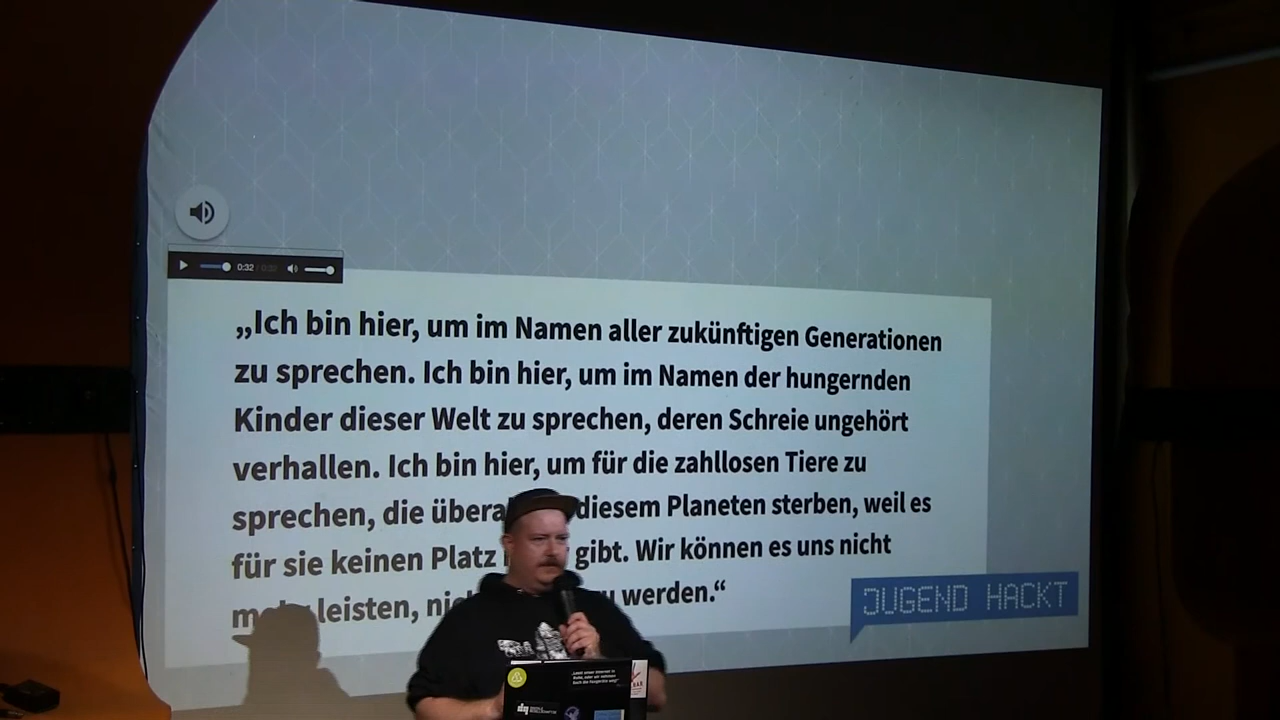 0:32
„Ich bin hier, um im Namen aller zukünftigen Generationen
zu sprechen. Ich bin hier, um im Namen der hungernden
Kinder dieser Welt zu sprechen, deren Schreie ungehört
verhallen. Ich bin hier, um für die zahllosen Tiere zu
sprechen, die diesem Planeten sterben, weil es
für sie keinen Platz gibt. Wir können es uns nicht
leisten, werden.“
JUGEND HACKT
dg